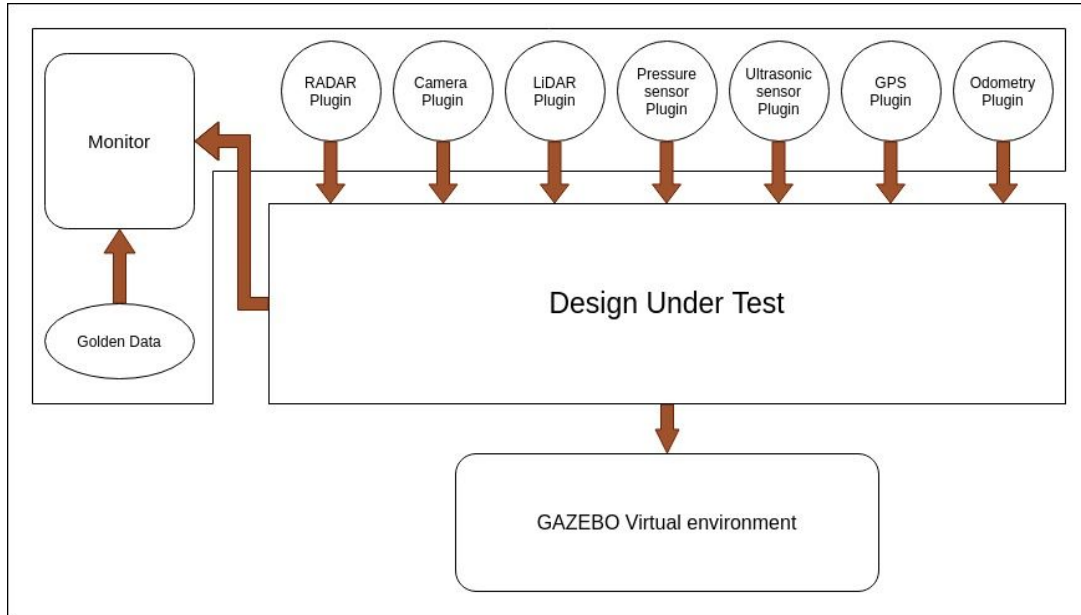 Monitor
RADAR
Plugin
Camera
Plugin
LiDAR
Plugin
Pressure
sensor
Plugin
Ultrasonic
sensor
Plugin
GPS
Plugin
Odometry
Plugin
Golden Data
Design Under Test
GAZEBO Virtual environment